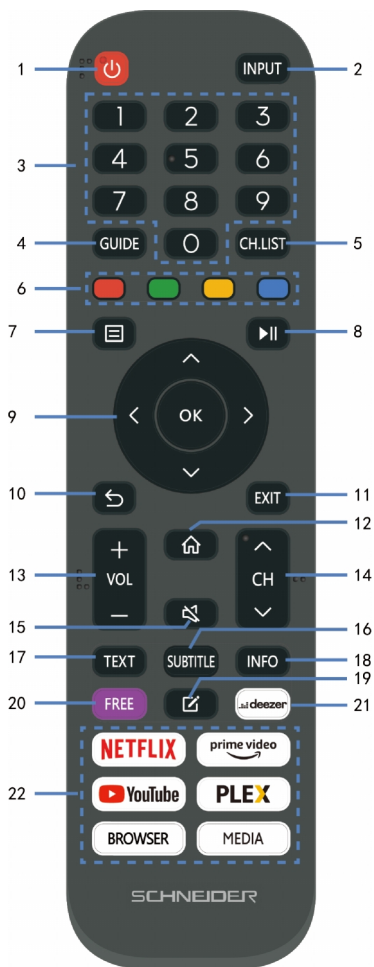 1
INPUT
2
1 2 3
3
4 5 6
7 8 9
4
GUIDE
0
CH.LIST
5
6
7
8
9
OK
10
EXIT
11
12
13
+
VOL
−
CH
14
15
16
17
TEXT
SUBTITLE
INFO
18
19
20
FREE
deezer
21
NETFLIX
prime video
22
YouTube
PLEX
BROWSER
MEDIA
SCHNEIDER